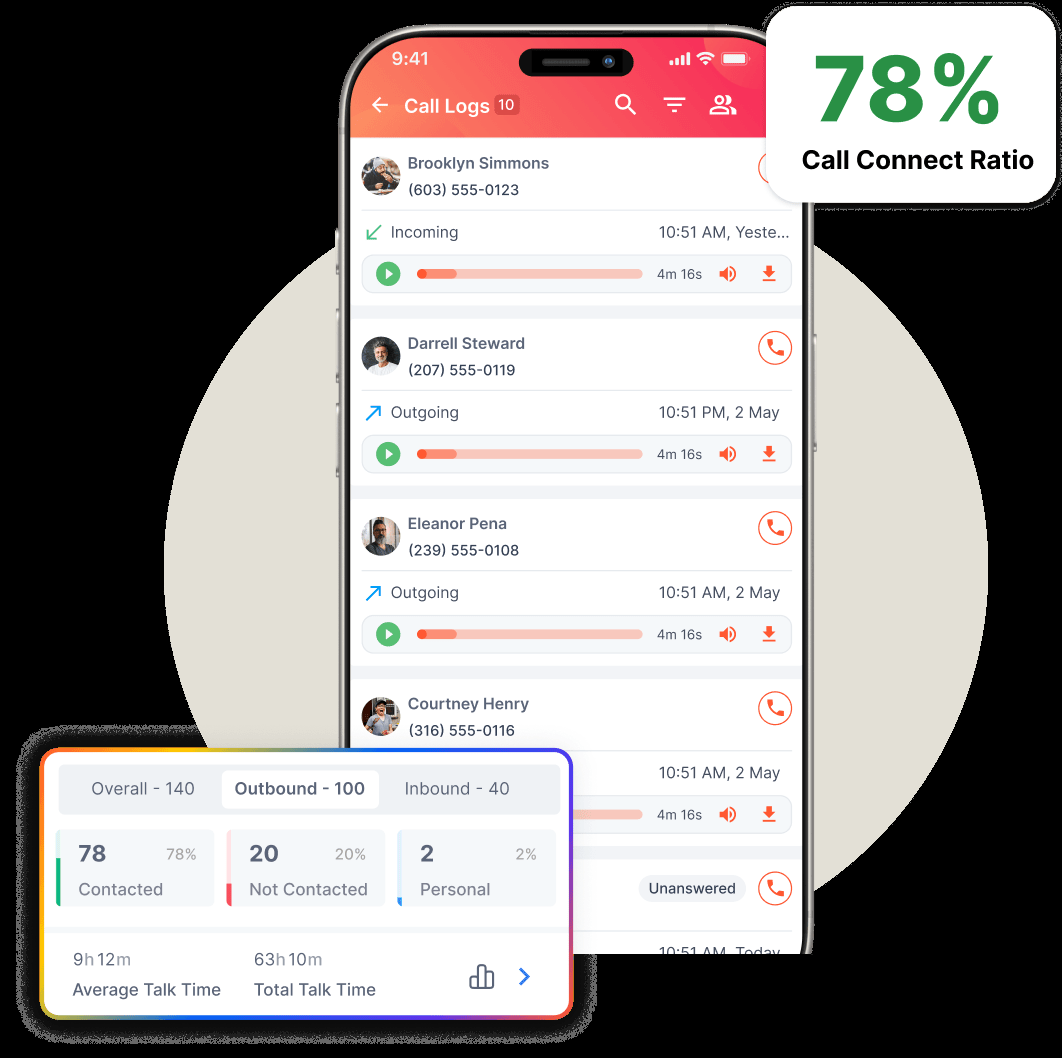 9:41
Call Logs 10
78%
Call Connect Ratio
Brooklyn Simmons
(603) 555-0123
Incoming 10:51 AM, Yeste...
4m 16s
Darrell Steward
(207) 555-0119
Outgoing 10:51 PM, 2 May
4m 16s
Eleanor Pena
(239) 555-0108
Outgoing 10:51 AM, 2 May
4m 16s
Courtney Henry
(316) 555-0116
10:51 AM, 2 May
4m 16s
Unanswered
10:51 AM, Today
Overall - 140 Outbound - 100 Inbound - 40
78 78% 20 20% 2 2%
Contacted Not Contacted Personal
9h 12m 63h 10m
Average Talk Time Total Talk Time